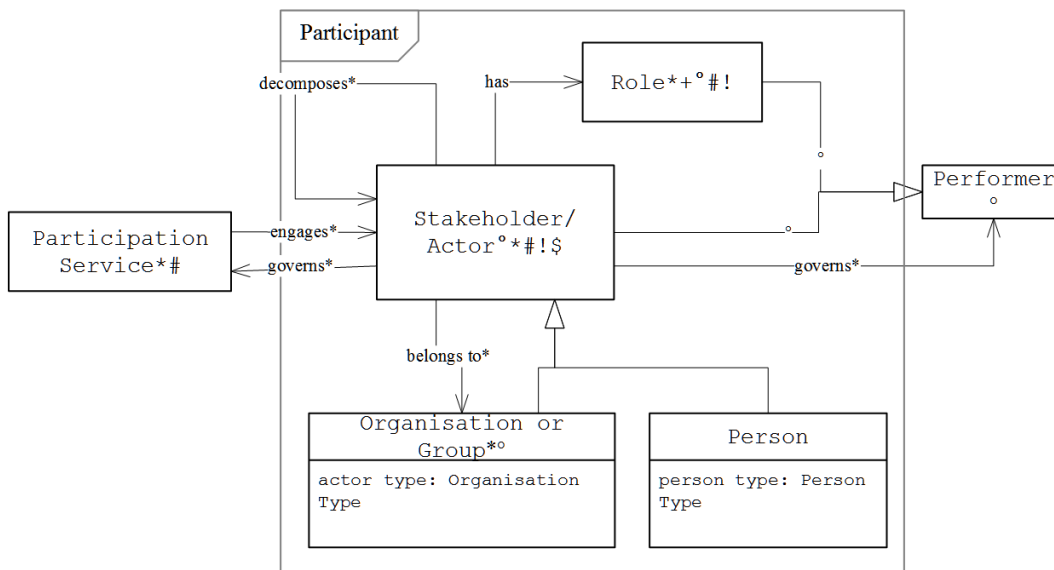 Participant
decomposes*
has
Role*+°#!
°
Performer
°
Stakeholder/
Actor°*#!$
Participation
Service*#
engages*
°
governs*
governs*
belongs to*
Organisation or
Group*°
actor type: Organisation
Type
Person
person type: Person
Type